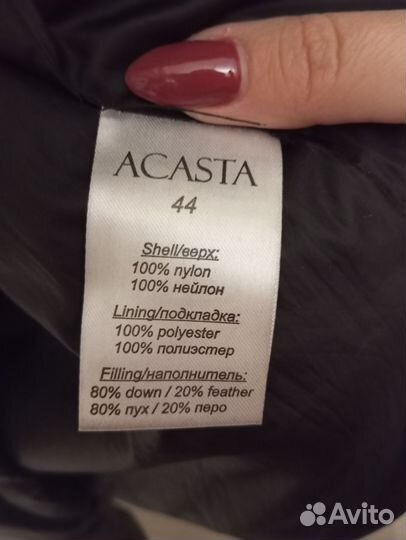 ACASTA
44
Shell/верх:
100% nylon
100% нейлон
Lining/подкладка:
100% polyester
100% полиэстер
Filling/наполнитель:
80% down / 20% feather
80% пух / 20% перо
Avito